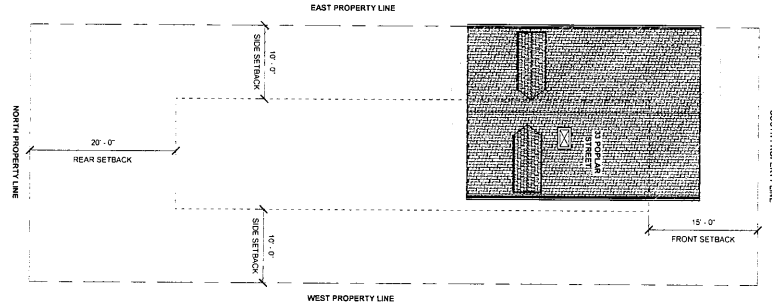 EAST PROPERTY LINE
10' - 0"
SIDE SETBACK
NORTH PROPERTY LINE
20' - 0"
REAR SETBACK
33 POPLAR
STREET
15' - 0"
FRONT SETBACK
10' - 0"
SIDE SETBACK
WEST PROPERTY LINE